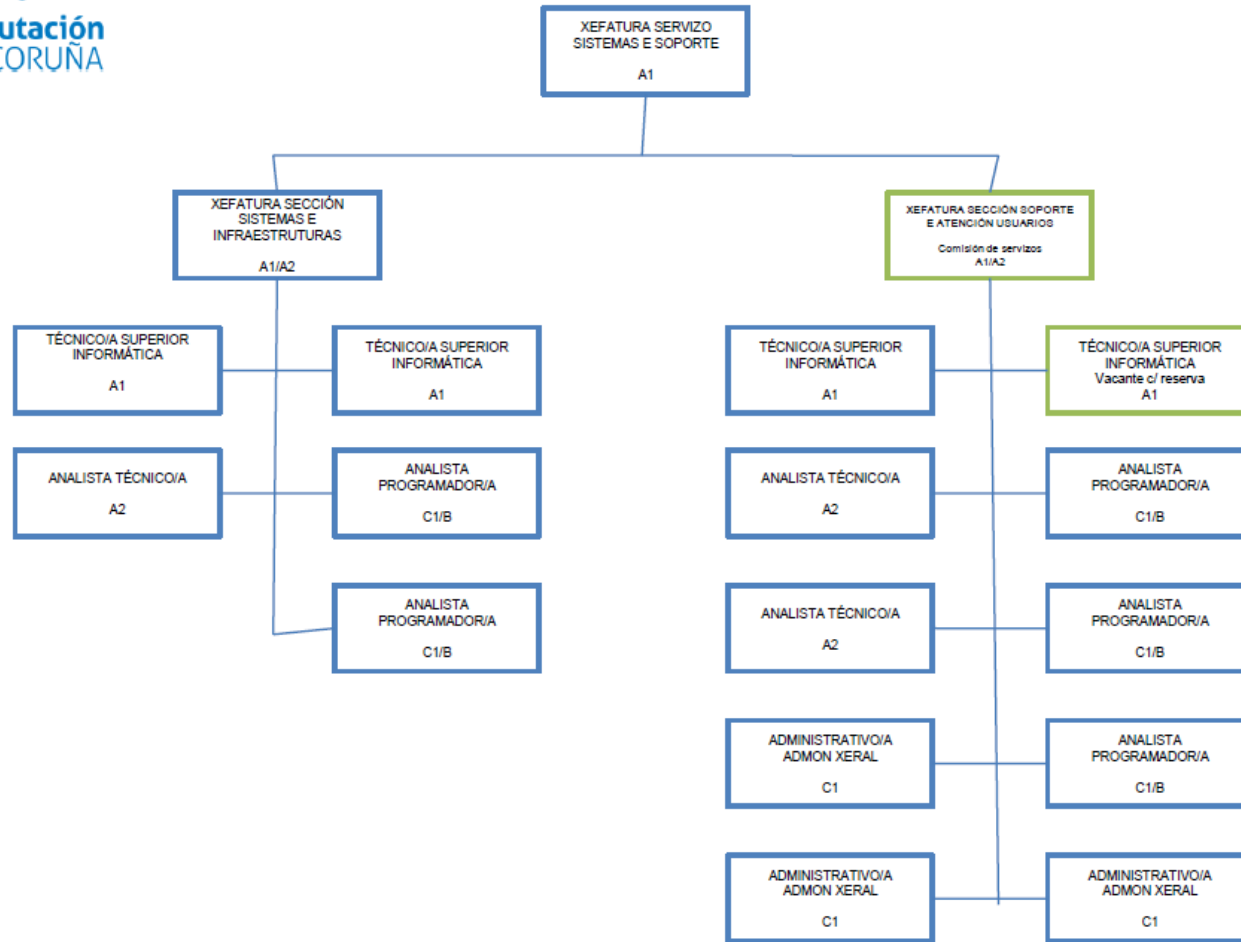 utación
CORUÑA
XEFATURA SERVIZO
SISTEMAS E SOPORTE
A1
XEFATURA SECCIÓN
SISTEMAS E
INFRAESTRUTURAS
A1/A2
XEFATURA SECCIÓN SOPORTE
E ATENCIÓN USUARIOS
Comisión de servizos
A1/A2
TÉCNICO/A SUPERIOR
INFORMÁTICA
A1
TÉCNICO/A SUPERIOR
INFORMÁTICA
A1
TÉCNICO/A SUPERIOR
INFORMÁTICA
A1
TÉCNICO/A SUPERIOR
INFORMÁTICA
Vacante c/ reserva
A1
ANALISTA TÉCNICO/A
A2
ANALISTA
PROGRAMADOR/A
C1/B
ANALISTA TÉCNICO/A
A2
ANALISTA
PROGRAMADOR/A
C1/B
ANALISTA
PROGRAMADOR/A
C1/B
ANALISTA TÉCNICO/A
A2
ANALISTA
PROGRAMADOR/A
C1/B
ADMINISTRATIVO/A
ADMON XERAL
C1
ANALISTA
PROGRAMADOR/A
C1/B
ADMINISTRATIVO/A
ADMON XERAL
C1
ADMINISTRATIVO/A
ADMON XERAL
C1